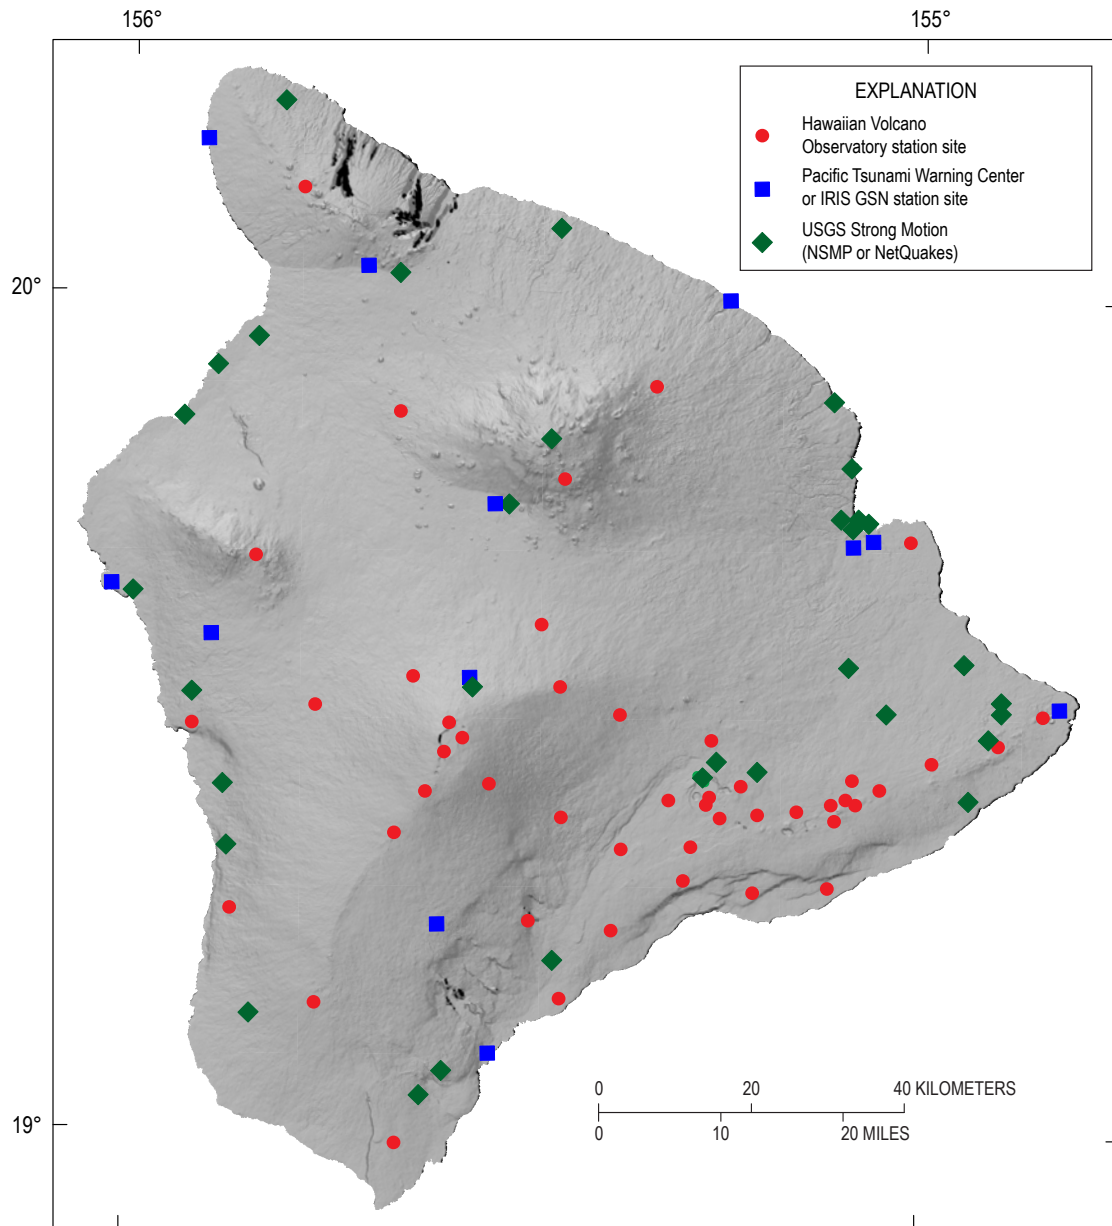 156°
155°
EXPLANATION
Hawaiian Volcano
Observatory station site
Pacific Tsunami Warning Center
or IRIS GSN station site
USGS Strong Motion
(NSMP or NetQuakes)
20°
19°
0 20 40 KILOMETERS
0 10 20 MILES